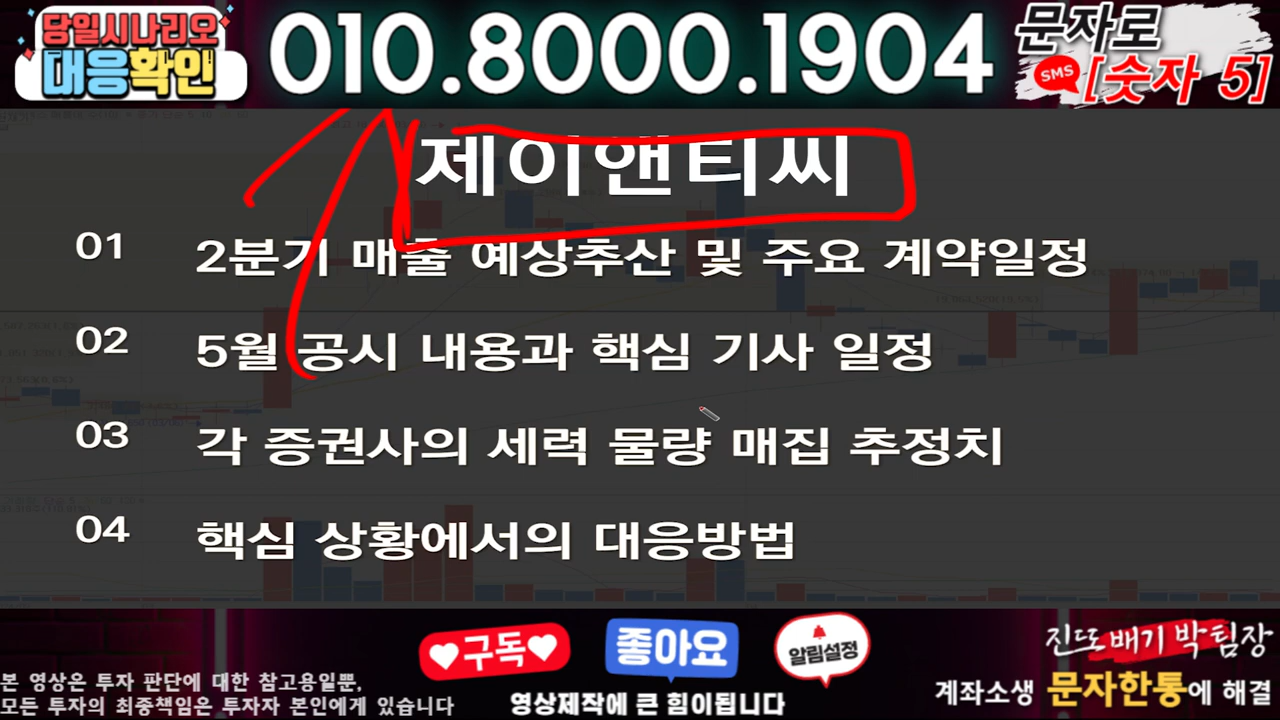 당일시나리오
대응확인
010.8000.1904
문자로
SMS
[숫자 5]
제이앤티씨
01 2분기 매출 예상추산 및 주요 계약일정
02 5월 공시 내용과 핵심 기사 일정
03 각 증권사의 세력 물량 매집 추정치
04 핵심 상황에서의 대응방법
구독
좋아요
알림설정
진또배기 박팀장
본 영상은 투자 판단에 대한 참고용일뿐,
모든 투자의 최종책임은 투자자 본인에게 있습니다
영상제작에 큰 힘이됩니다
계좌소생 문자한통에 해결